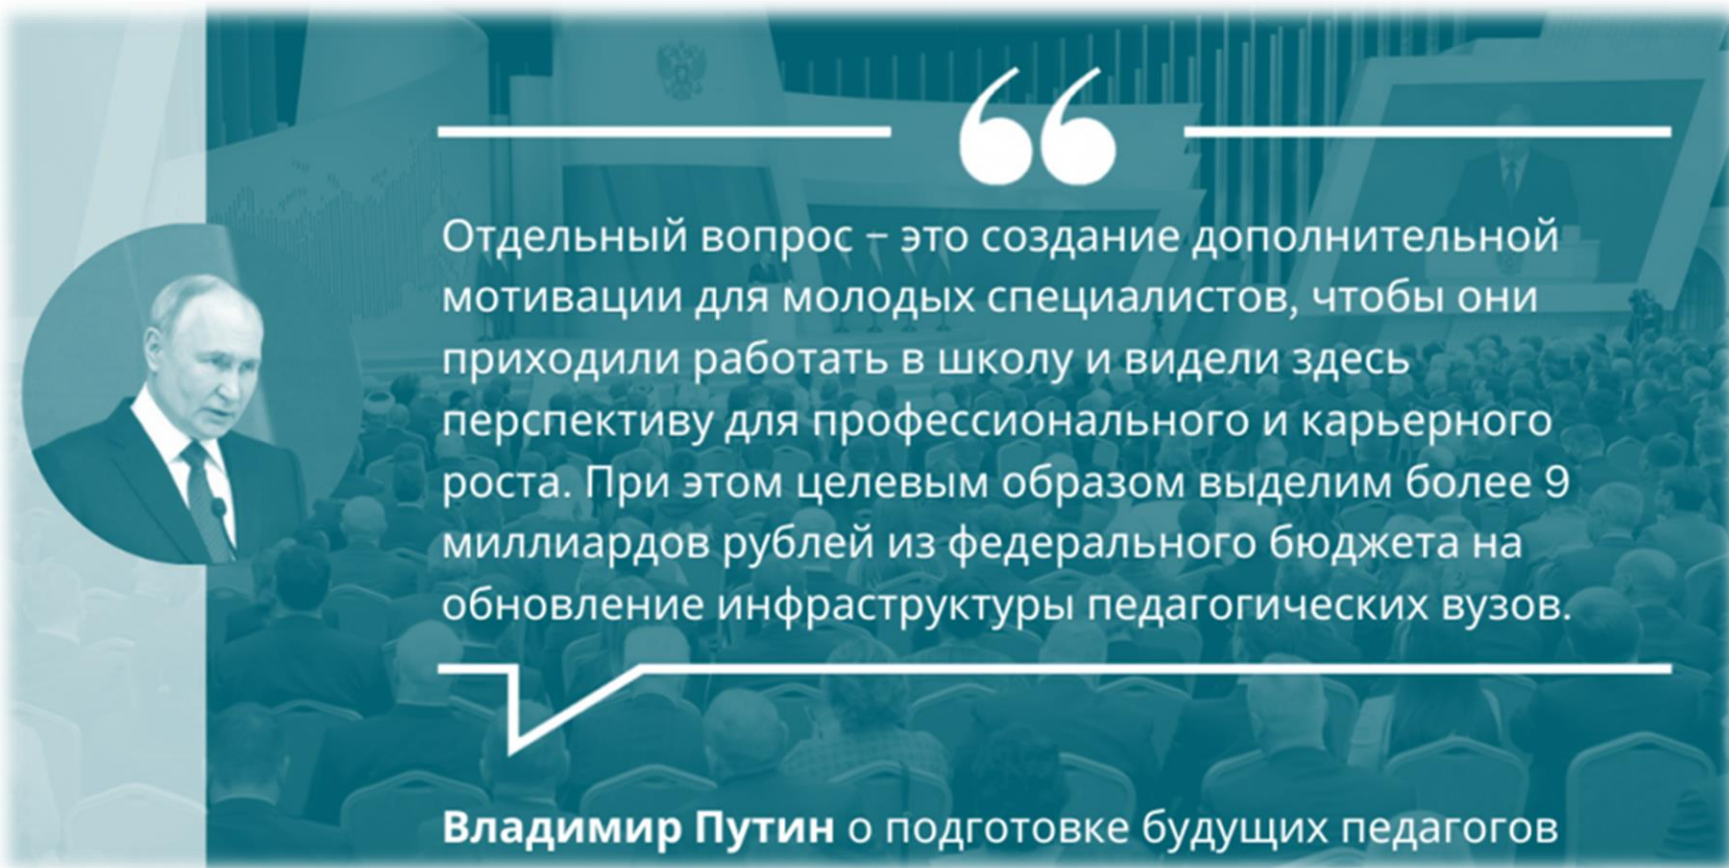 Отдельный вопрос – это создание дополнительной
мотивации для молодых специалистов, чтобы они
приходили работать в школу и видели здесь
перспективу для профессионального и карьерного
роста. При этом целевым образом выделим более 9
миллиардов рублей из федерального бюджета на
обновление инфраструктуры педагогических вузов.
Владимир Путин о подготовке будущих педагогов